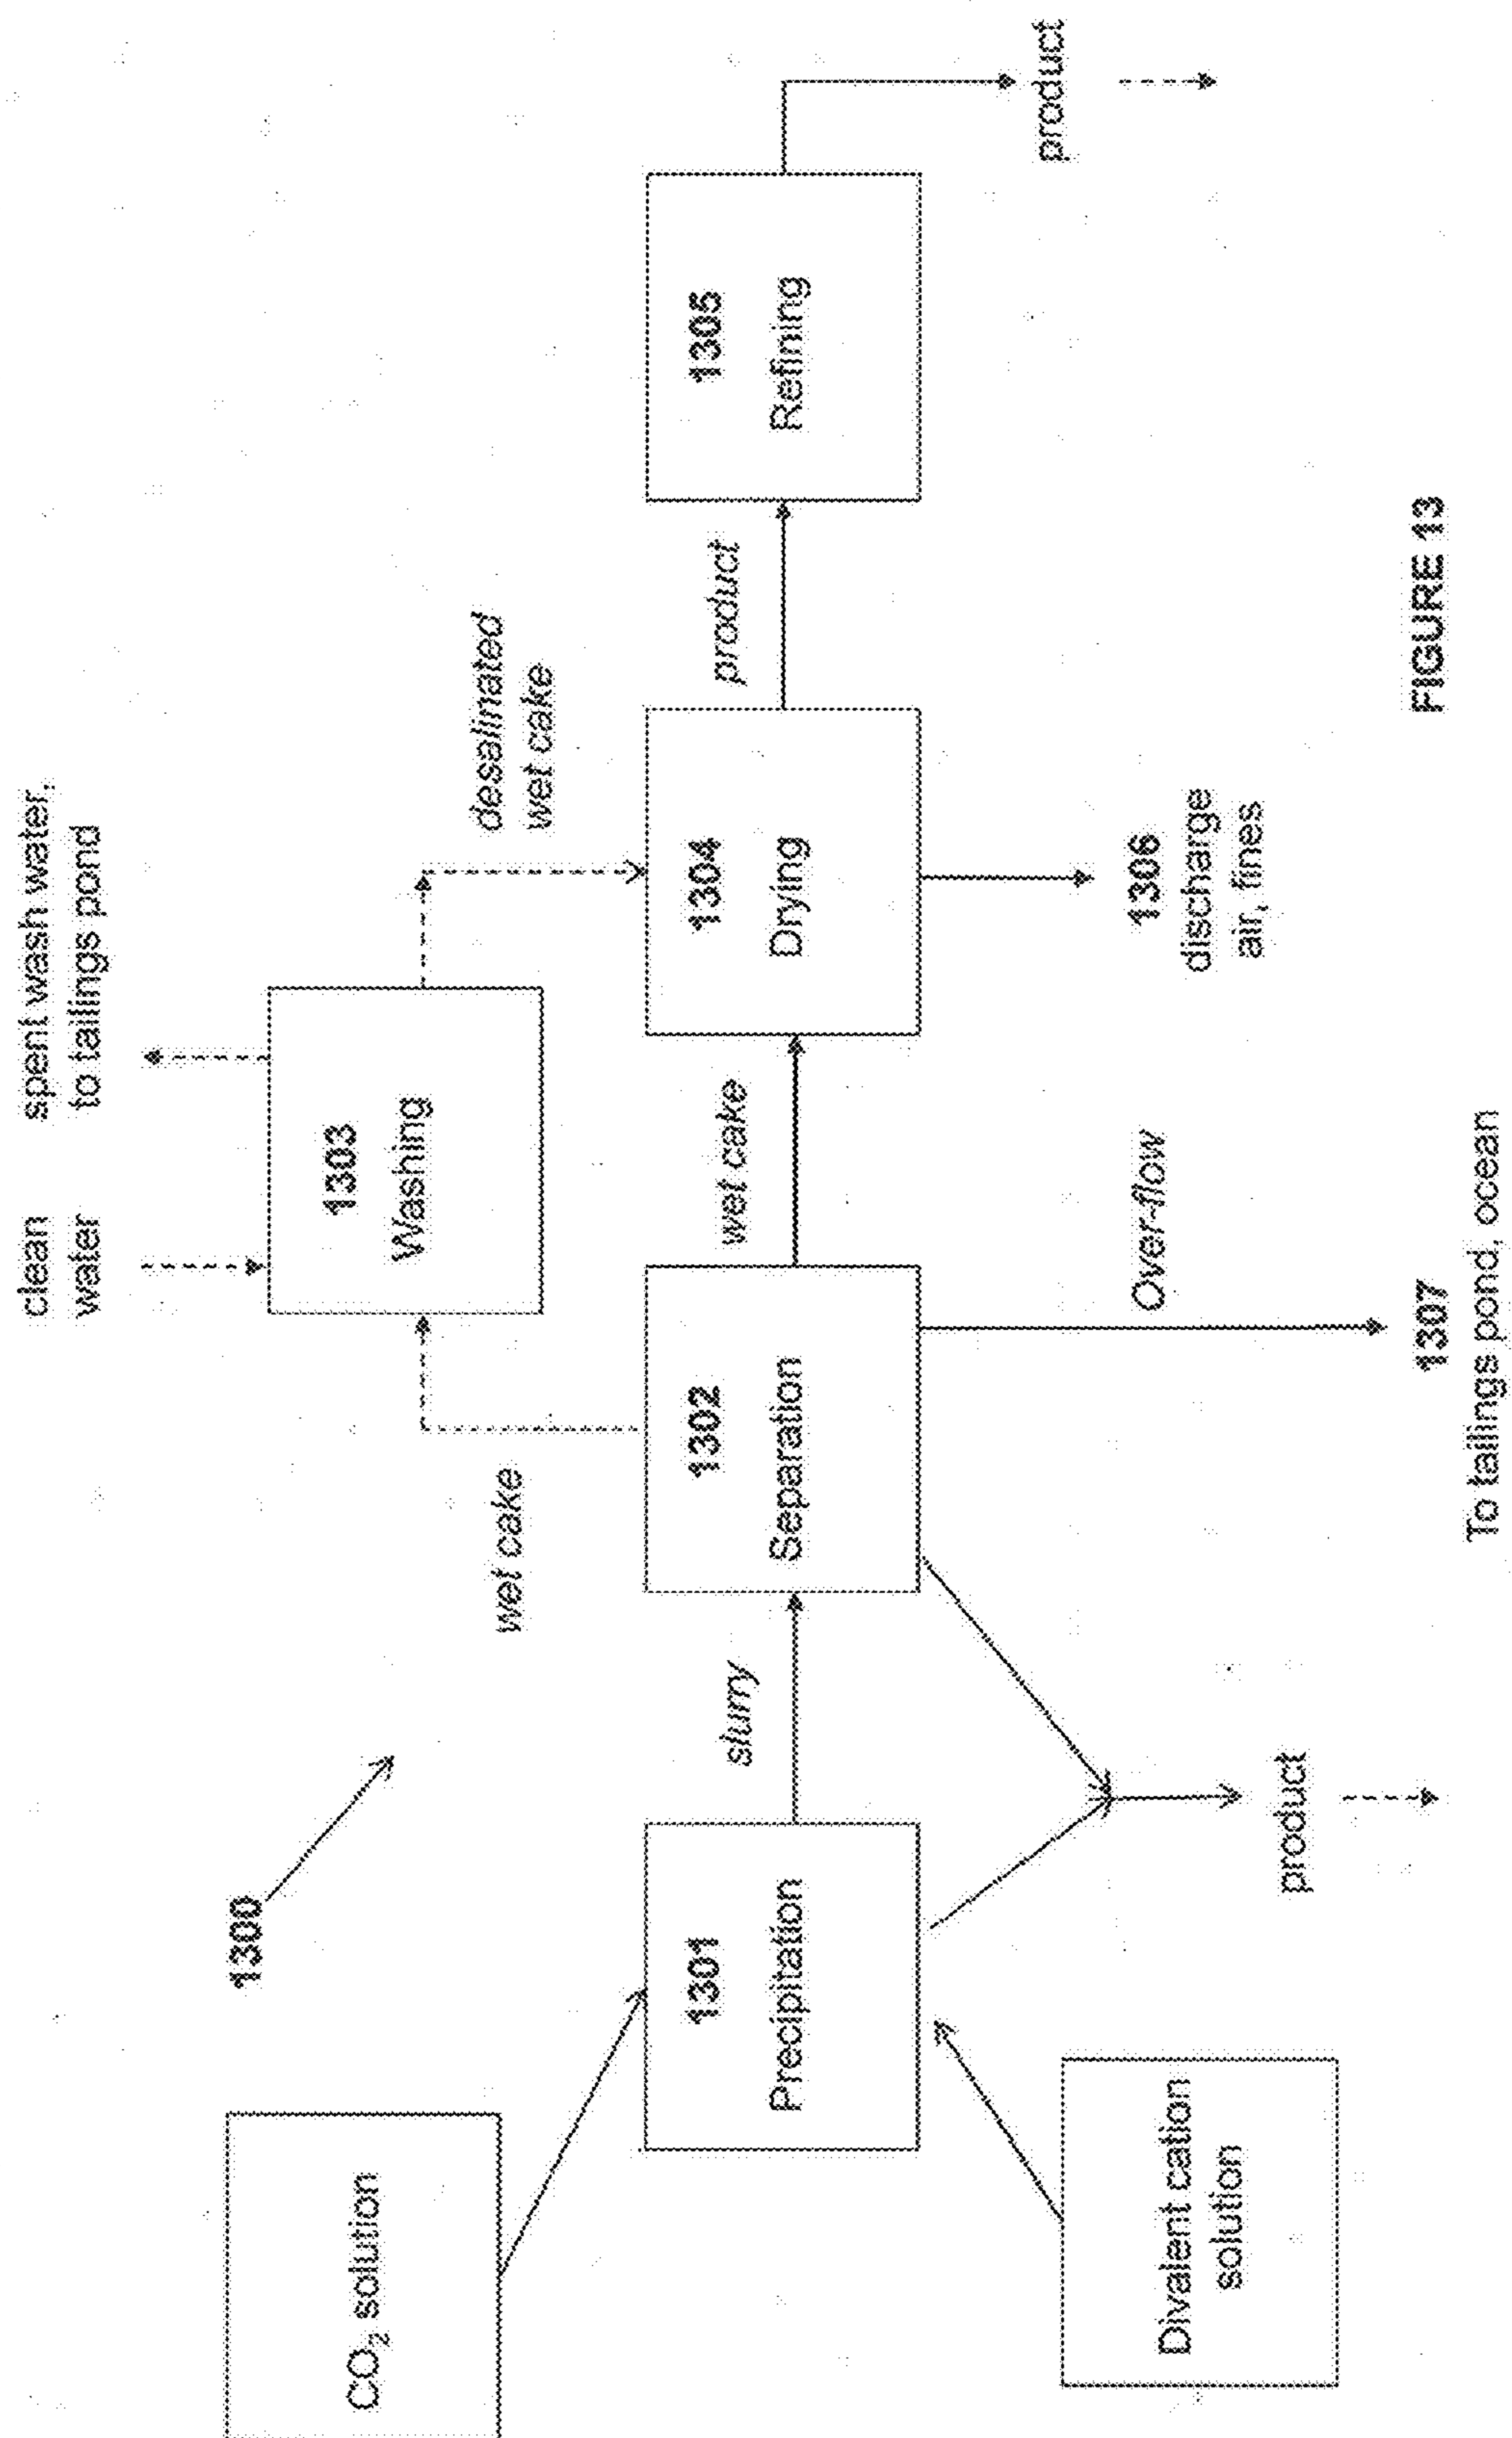 clean
water
spent wash water,
to tailings pond
1300
1303
Washing
desalinated
wet cake
wet cake
CO₂ solution
1301
Precipitation
slurry
1302
Separation
wet cake
1304
Drying
product
1305
Refining
product
Divalent cation
solution
product
Over-flow
1307
To tailings pond, ocean
1306
discharge
air, fines
FIGURE 13